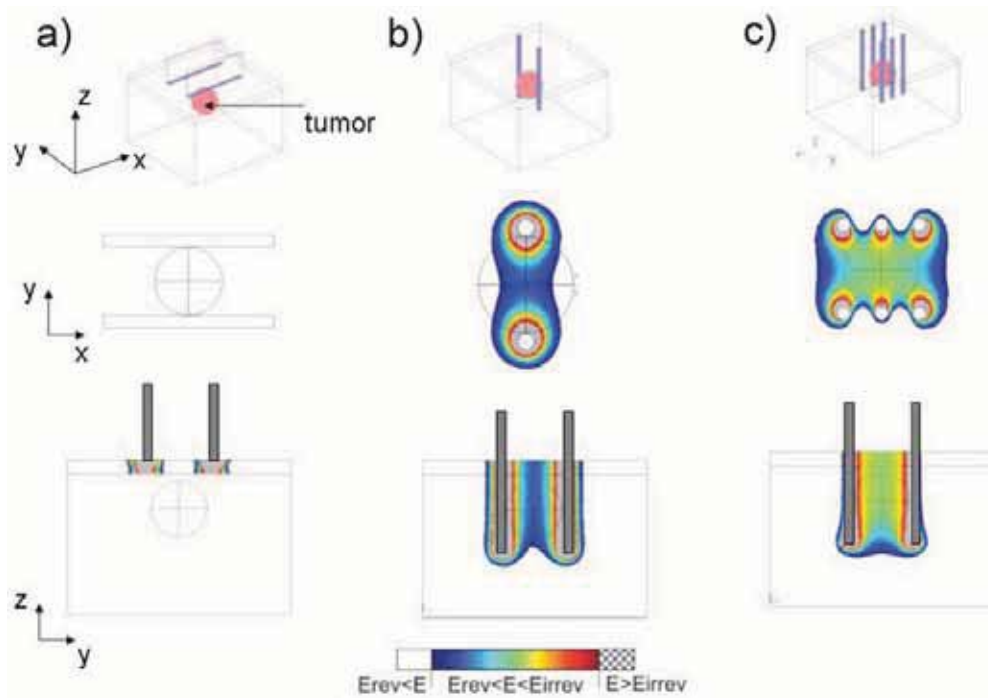 a)
b)
c)
z
y
x
tumor
y
x
z
y
Erev<E
Erev<E<Eirrev
E>Eirrev